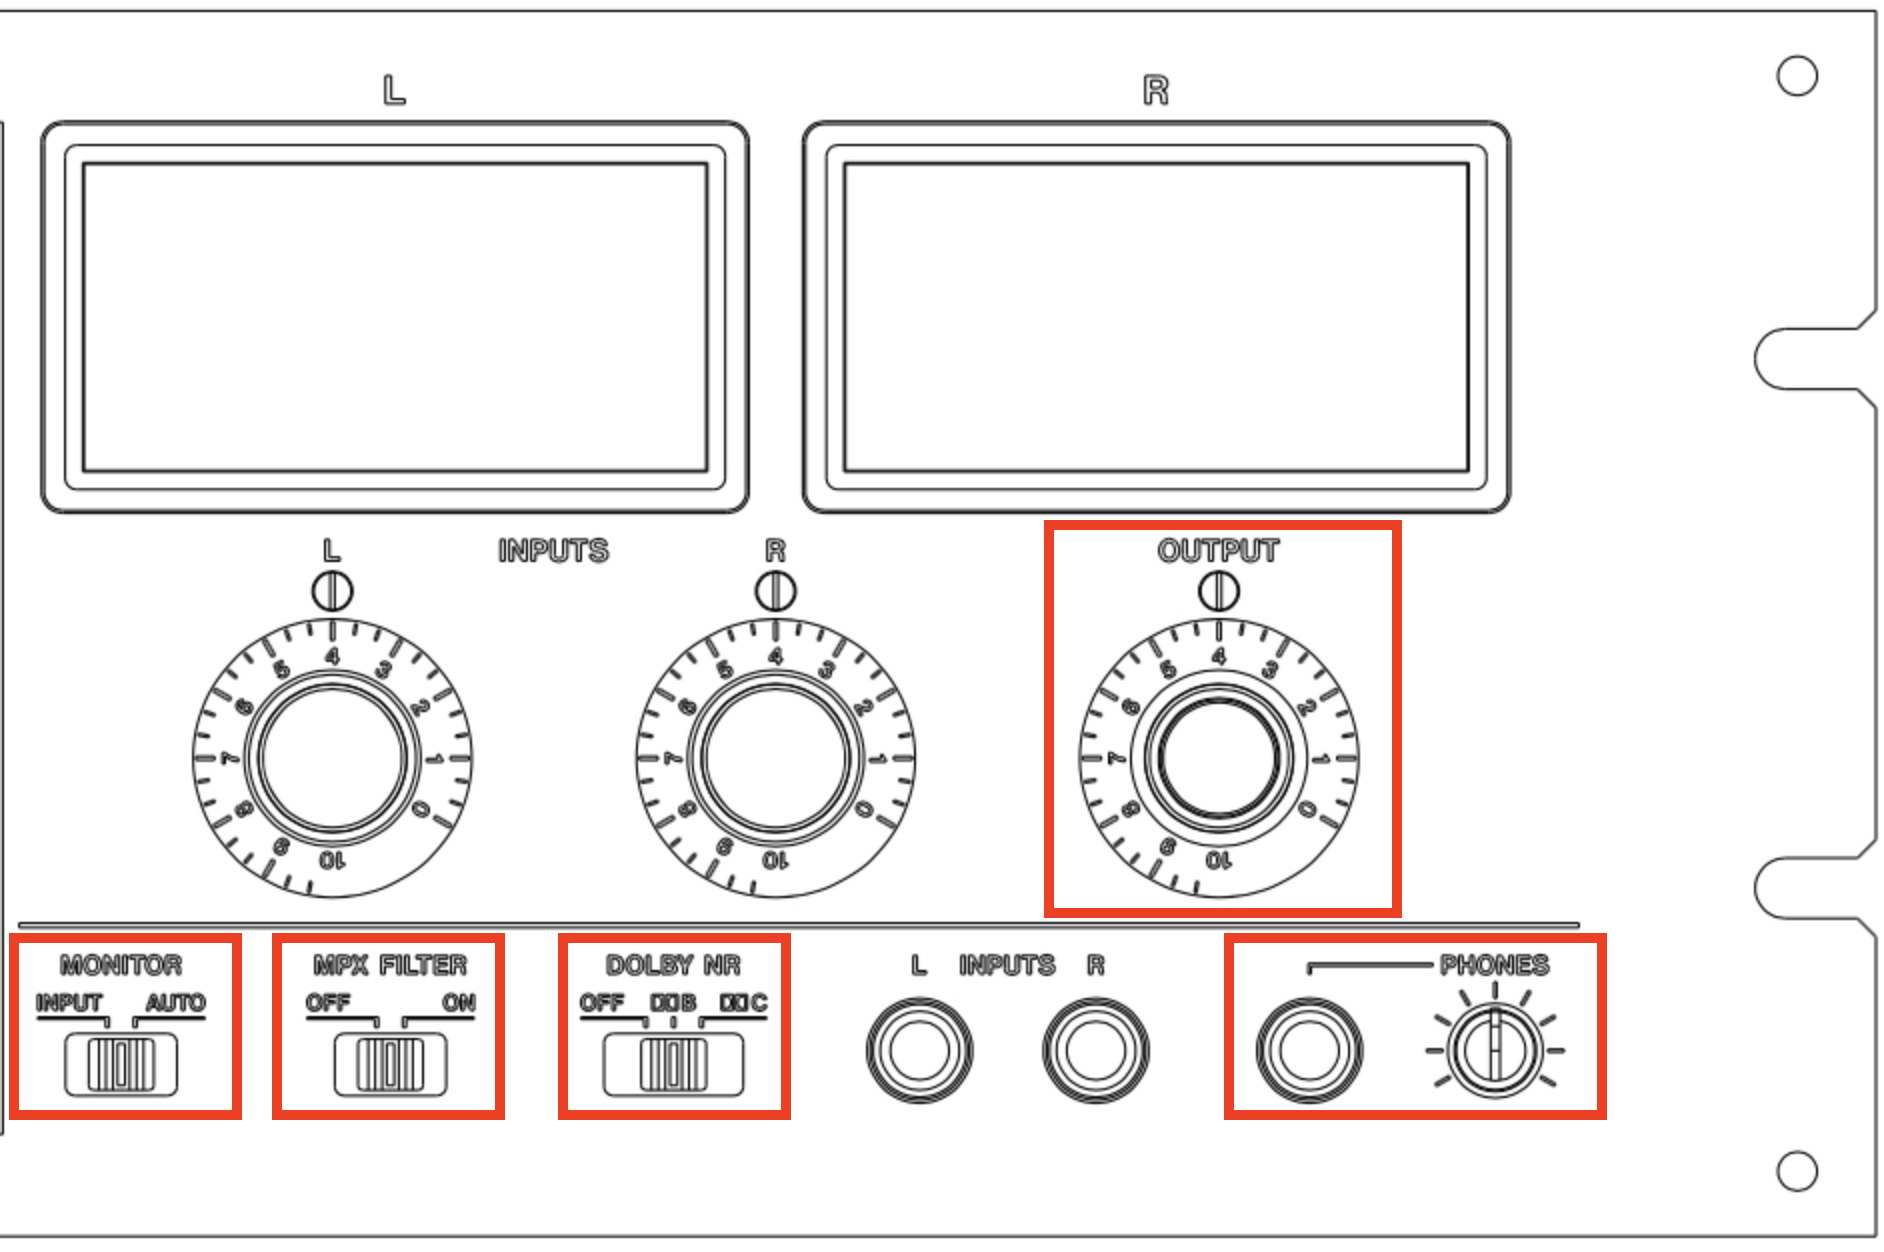 L R
L INPUTS R OUTPUT
4 3 2 1 0 5 6 7 8 9 10
4 3 2 1 0 5 6 7 8 9 10
4 3 2 1 0 5 6 7 8 9 10
MONITOR
INPUT AUTO
MPX FILTER
OFF ON
DOLBY NR
OFF B C
L INPUTS R
PHONES